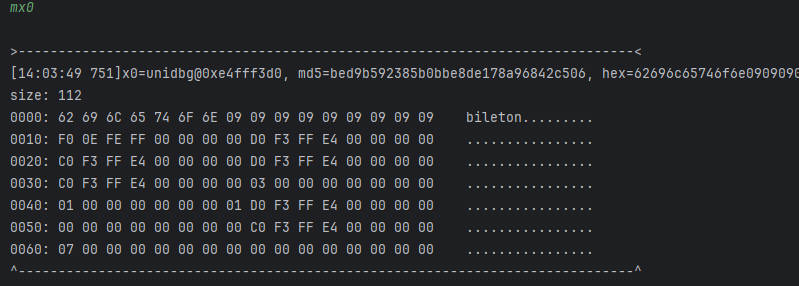 mx0
>-----------------------------------------------------------------------------<
[14:03:49 751]x0=unidbg@0xe4fff3d0, md5=bed9b592385b0bbe8de178a96842c506, hex=62696c65746f6e0909090
size: 112
0000: 62 69 6C 65 74 6F 6E 09 09 09 09 09 09 09 09 09    bileton.........
0010: F0 0E FE FF 00 00 00 00 D0 F3 FF E4 00 00 00 00    ................
0020: C0 F3 FF E4 00 00 00 00 D0 F3 FF E4 00 00 00 00    ................
0030: C0 F3 FF E4 00 00 00 00 03 00 00 00 00 00 00 00    ................
0040: 01 00 00 00 00 00 00 01 D0 F3 FF E4 00 00 00 00    ................
0050: 00 00 00 00 00 00 00 00 C0 F3 FF E4 00 00 00 00    ................
0060: 07 00 00 00 00 00 00 00 00 00 00 00 00 00 00 00    ................
^-----------------------------------------------------------------------------^